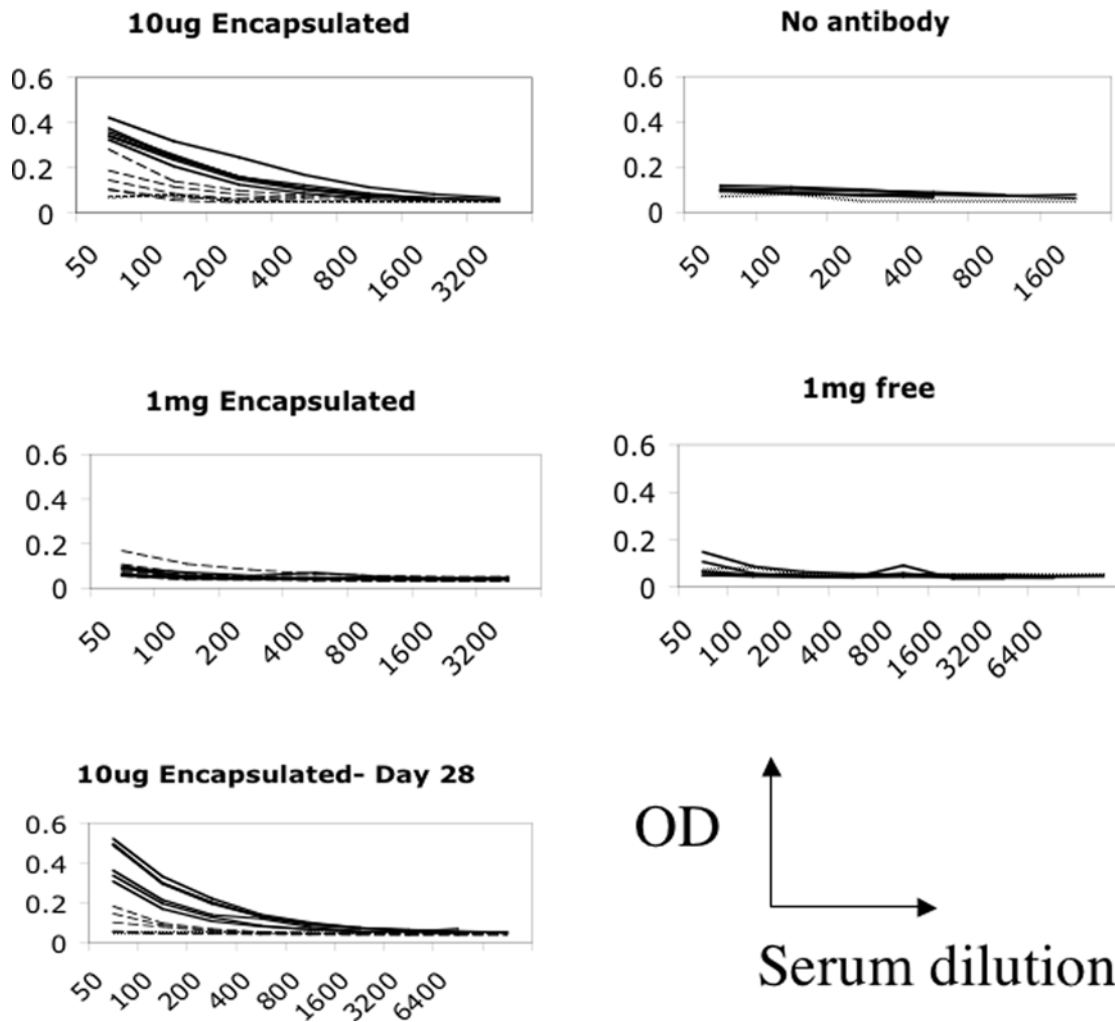 10ug Encapsulated
0.6
0.4
0.2
0
50 100 200 400 800 1600 3200
No antibody
0.6
0.4
0.2
0
50 100 200 400 800 1600
1mg Encapsulated
0.6
0.4
0.2
0
50 100 200 400 800 1600 3200
1mg free
0.6
0.4
0.2
0
50 100 200 400 800 1600 3200 6400
10ug Encapsulated- Day 28
0.6
0.4
0.2
0
50 100 200 400 800 1600 3200 6400
OD
Serum dilution